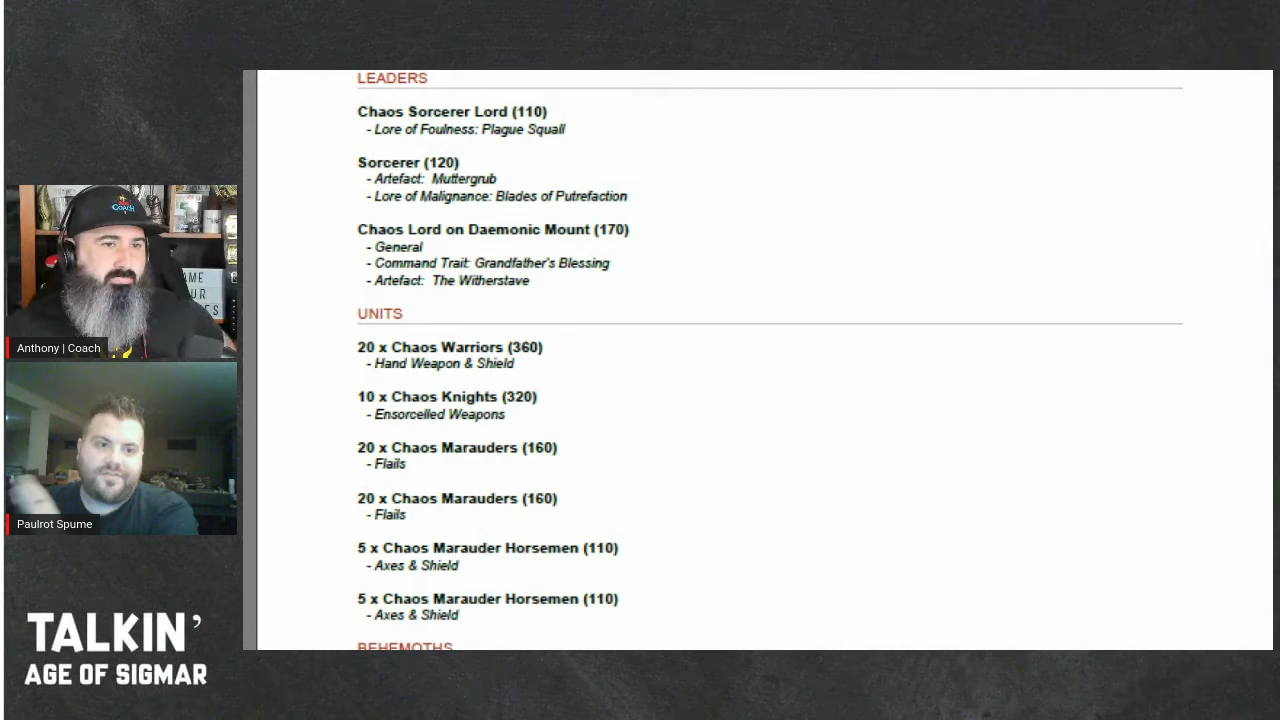 LEADERS
Chaos Sorcerer Lord (110)
- Lore of Foulness: Plague Squall
Sorcerer (120)
- Artefact: Muttergrub
- Lore of Malignance: Blades of Putrefaction
Chaos Lord on Daemonic Mount (170)
- General
- Command Trait: Grandfather's Blessing
- Artefact: The Witherstave
UNITS
20 x Chaos Warriors (360)
- Hand Weapon & Shield
10 x Chaos Knights (320)
- Ensorcelled Weapons
20 x Chaos Marauders (160)
- Flails
20 x Chaos Marauders (160)
- Flails
5 x Chaos Marauder Horsemen (110)
- Axes & Shield
5 x Chaos Marauder Horsemen (110)
- Axes & Shield
BEHEMOTHS
COACH
Anthony | Coach
Paulrot Spume
TALKIN'
AGE OF SIGMAR